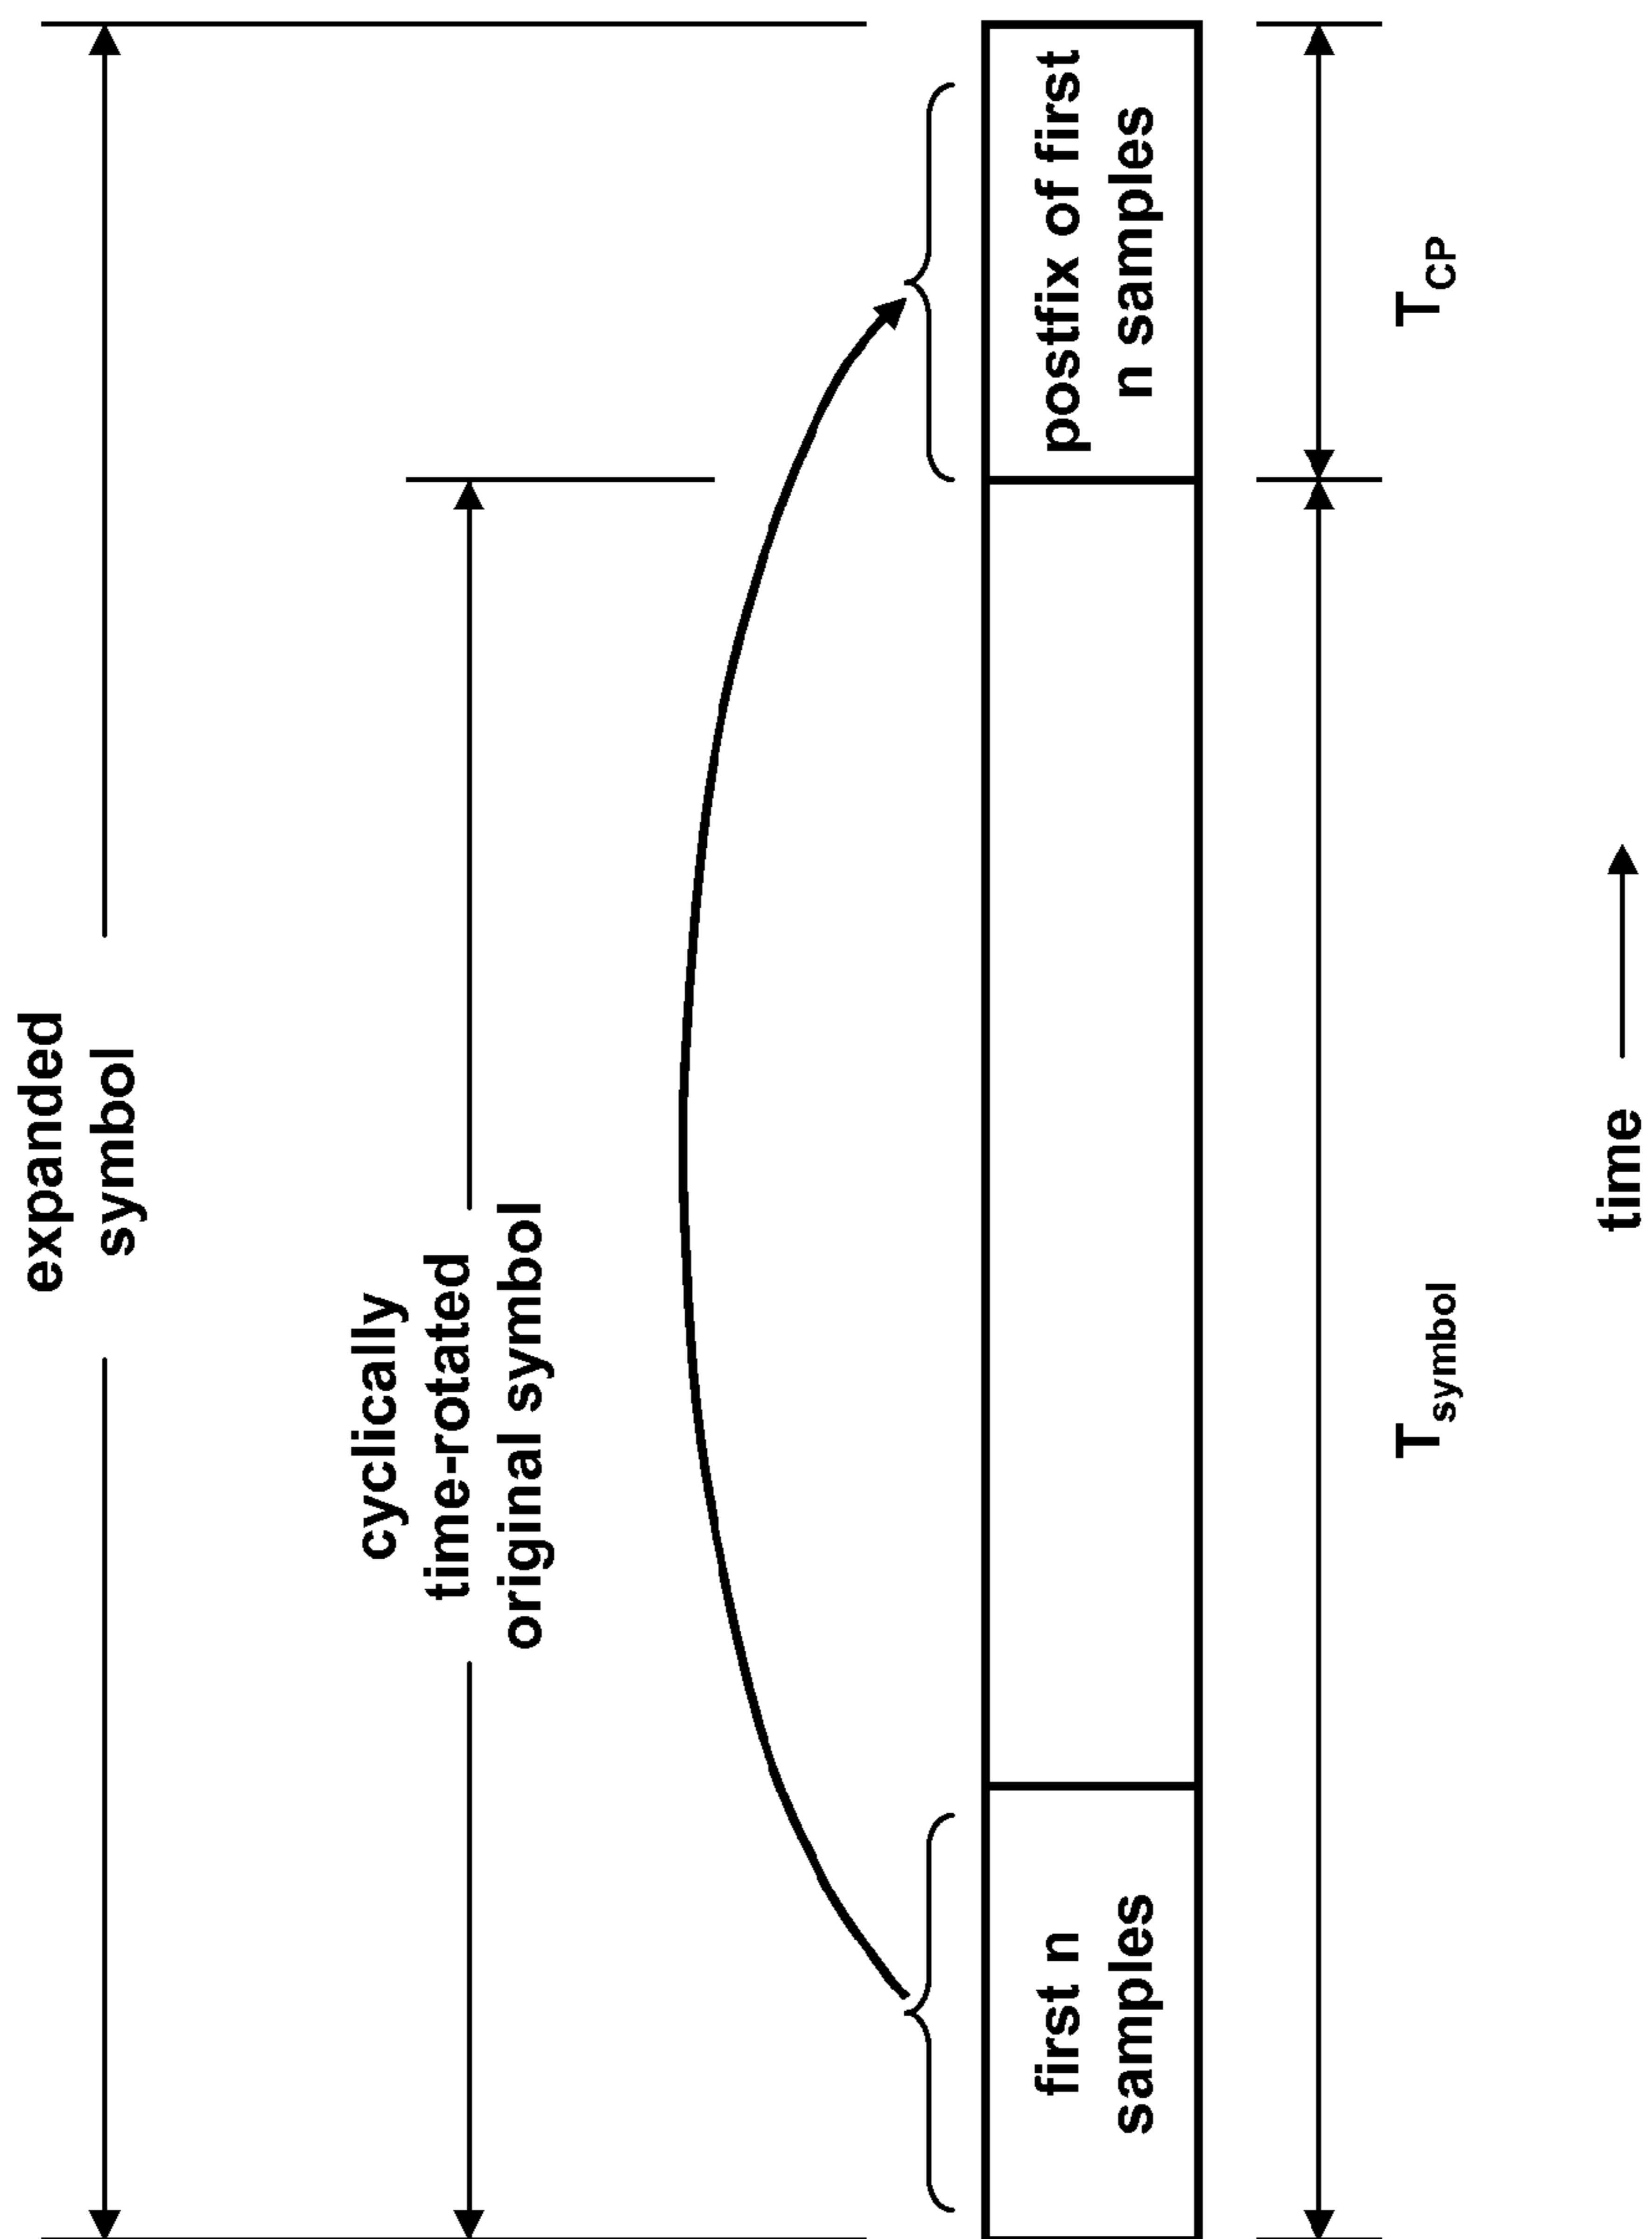 expanded
symbol
cyclically
time-rotated
original symbol
first n
samples
postfix of first
n samples
T_symbol
T_CP
time